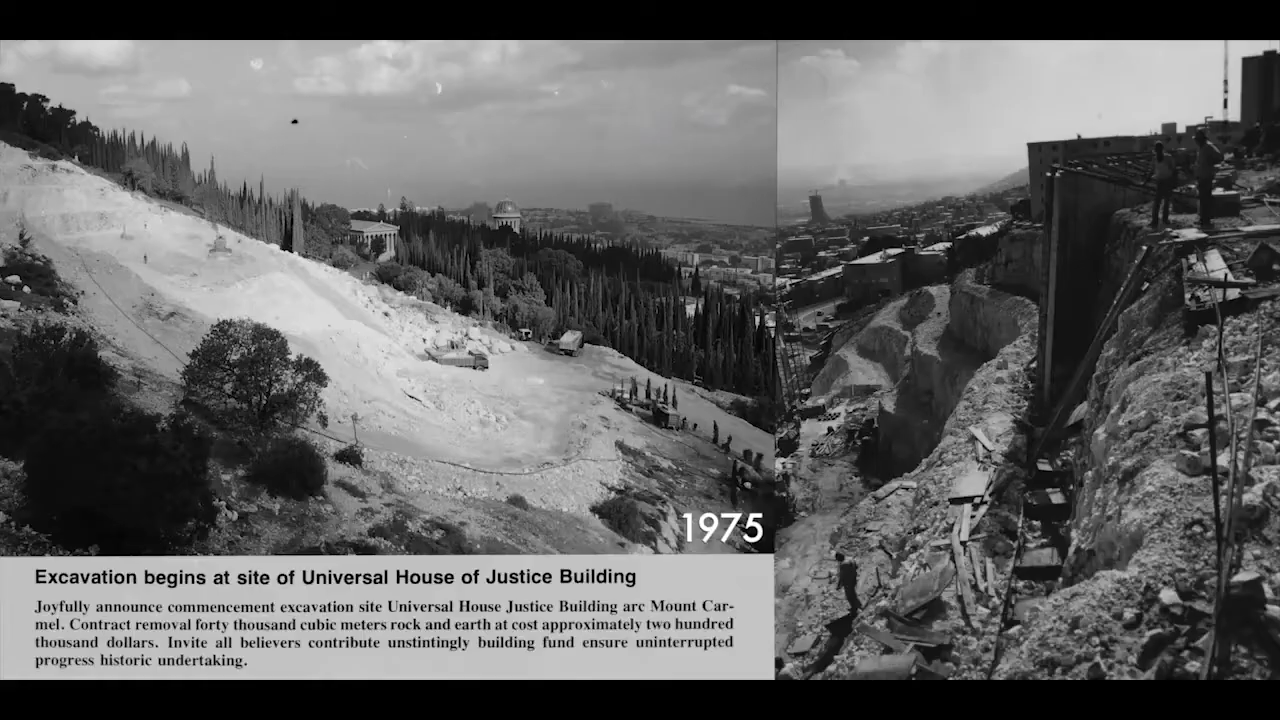 1975
Excavation begins at site of Universal House of Justice Building
Joyfully announce commencement excavation site Universal House Justice Building arc Mount Car-
mel. Contract removal forty thousand cubic meters rock and earth at cost approximately two hundred
thousand dollars. Invite all believers contribute unstintingly building fund ensure uninterrupted
progress historic undertaking.